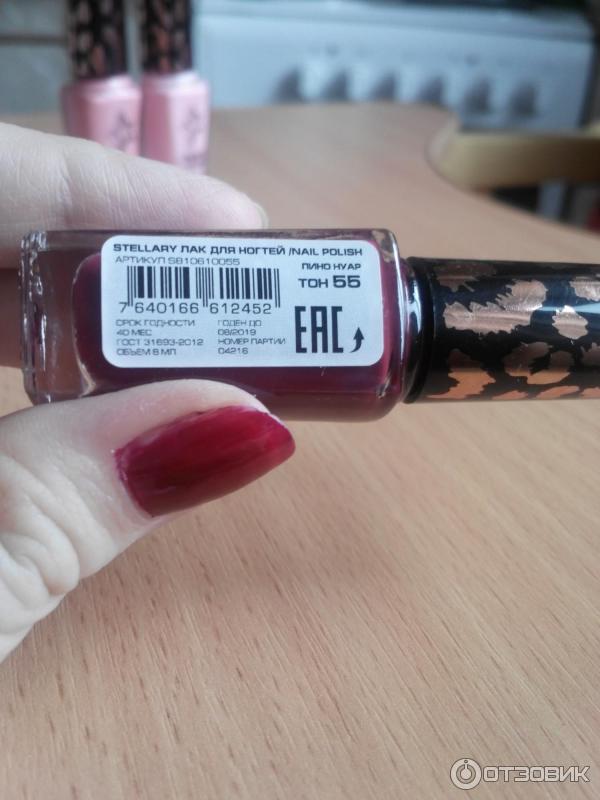 STELLARY ЛАК ДЛЯ НОГТЕЙ /NAIL POLISH
АРТИКУЛ SB10610055
ПИНО НУАР
ТОН 55
7 640166 612452
СРОК ГОДНОСТИ
40 МЕС
ГОСТ 31693-2012
ОБЪЕМ 8 МЛ
ГОДЕН ДО
08/2019
НОМЕР ПАРТИИ
04216
EAC
ОТЗОВИК